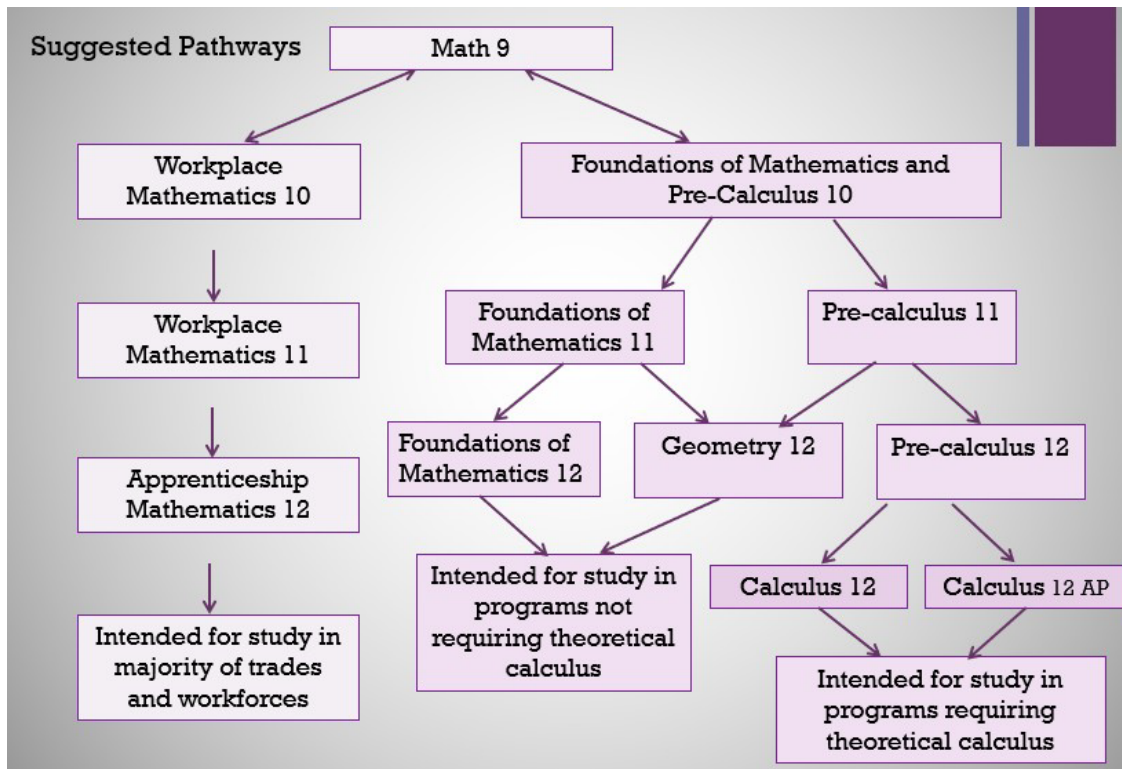 Suggested Pathways
Math 9
Workplace
Mathematics 10
Foundations of Mathematics and
Pre-Calculus 10
Workplace
Mathematics 11
Foundations of
Mathematics 11
Pre-calculus 11
Apprenticeship
Mathematics 12
Foundations of
Mathematics 12
Geometry 12
Pre-calculus 12
Intended for study in
majority of trades
and workforces
Intended for study in
programs not
requiring theoretical
calculus
Calculus 12
Calculus 12 AP
Intended for study in
programs requiring
theoretical calculus